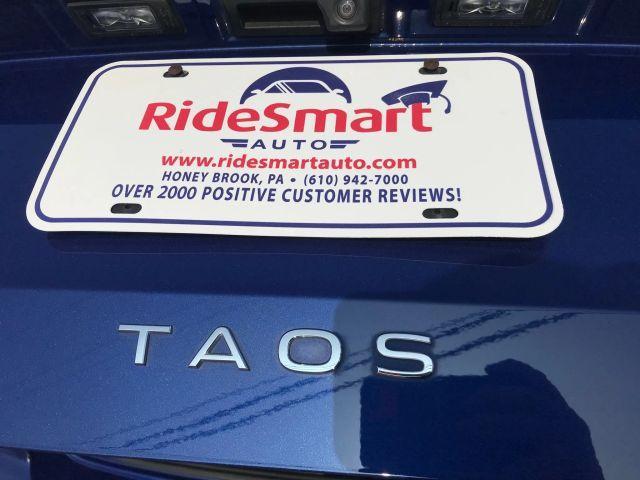 RideSmart
AUTO
www.ridesmartauto.com
HONEY BROOK, PA • (610) 942-7000
OVER 2000 POSITIVE CUSTOMER REVIEWS!
TAOS